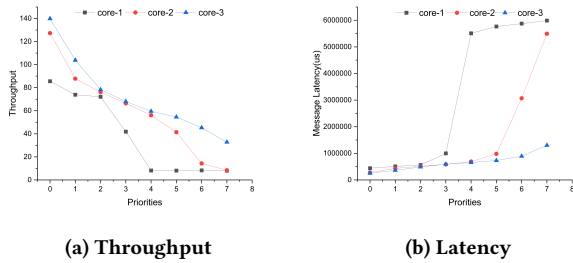 core-1 core-2 core-3
140
120
100
80
60
40
20
0
Throughput
0 1 2 3 4 5 6 7 8
Priorities
(a) Throughput
core-1 core-2 core-3
6000000
5000000
4000000
3000000
2000000
1000000
0
Message Latency(us)
0 1 2 3 4 5 6 7 8
Priorities
(b) Latency